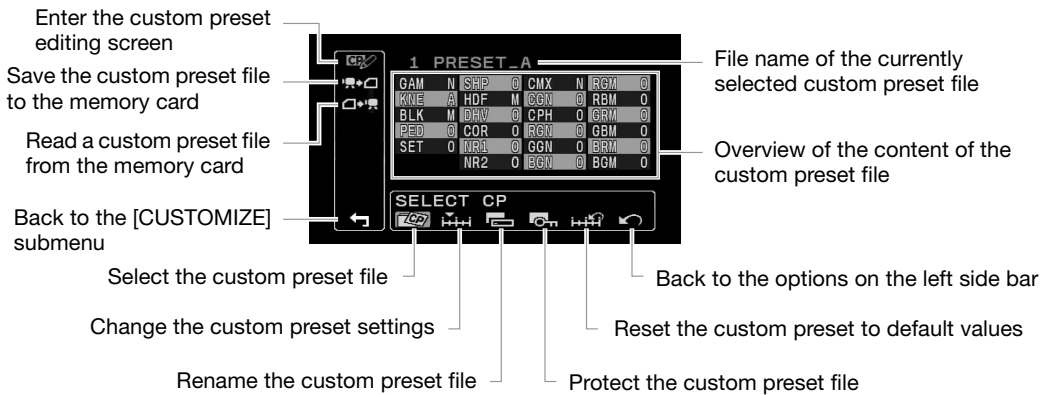 Enter the custom preset
editing screen
Save the custom preset file
to the memory card
Read a custom preset file
from the memory card
Back to the [CUSTOMIZE]
submenu
CP
1 PRESET_A
GAM N SHP 0 CMX N RGM 0
KNE A HDF M CGN 0 RBM 0
BLK M DHV 0 CPH 0 GRM 0
PED 0 COR 0 RGN 0 GBM 0
SET 0 NR1 0 GGN 0 BRM 0
NR2 0 BGN 0 BGM 0
SELECT CP
CP
File name of the currently
selected custom preset file
Overview of the content of the
custom preset file
Select the custom preset file
Back to the options on the left side bar
Change the custom preset settings
Reset the custom preset to default values
Rename the custom preset file
Protect the custom preset file